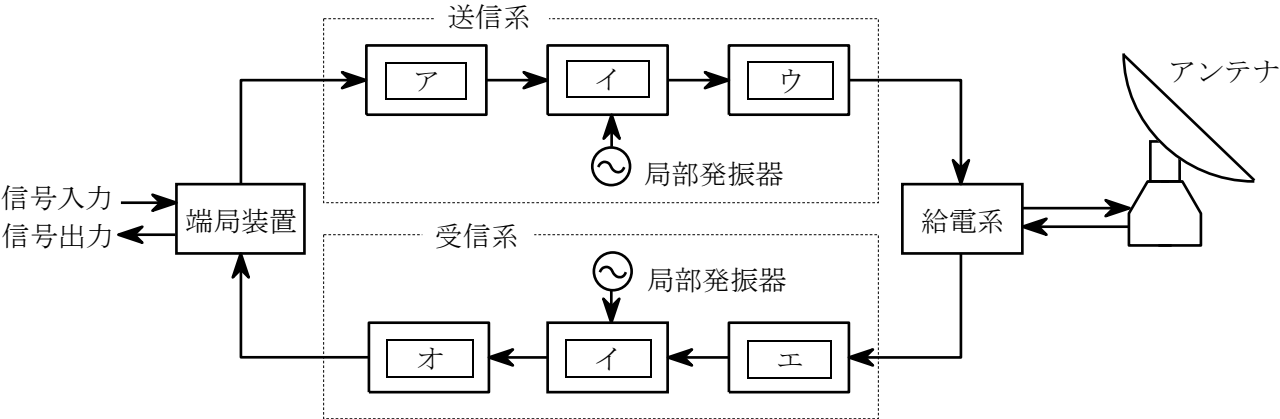 送信系
ア
イ
ウ
アンテナ
局部発振器
信号入力
信号出力
端局装置
給電系
受信系
局部発振器
オ
イ
エ